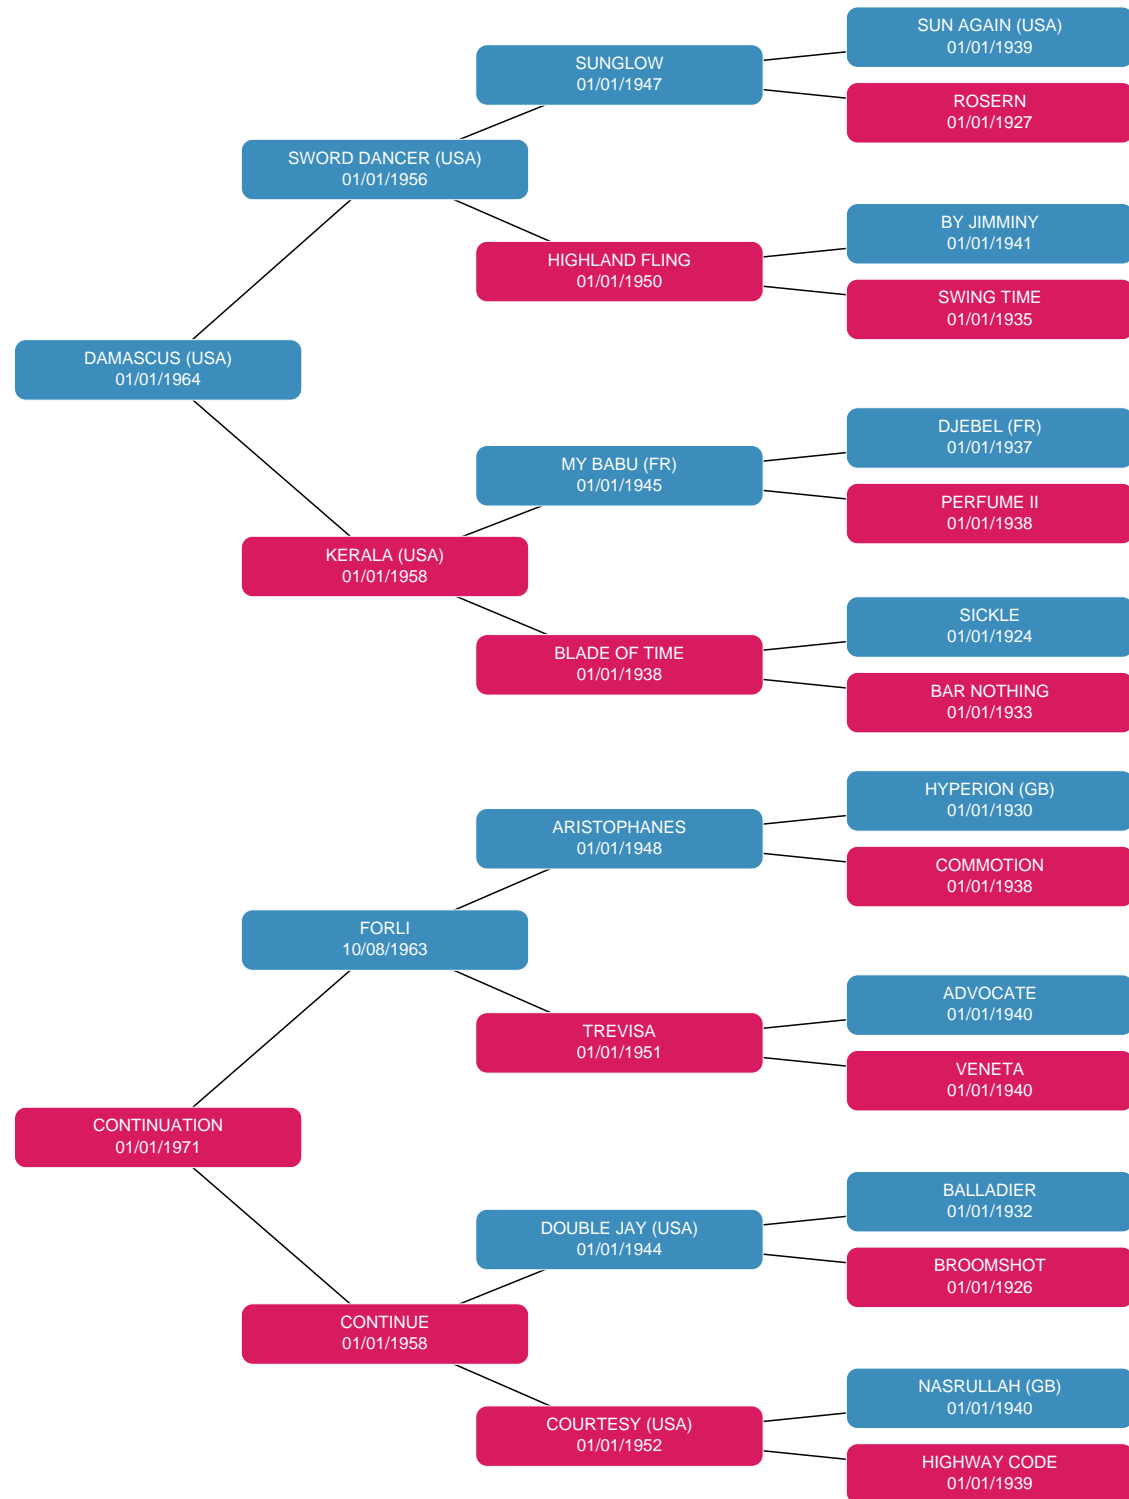 SUN AGAIN (USA)
01/01/1939
SUNGLOW
01/01/1947
ROSERN
01/01/1927
SWORD DANCER (USA)
01/01/1956
BY JIMMINY
01/01/1941
HIGHLAND FLING
01/01/1950
SWING TIME
01/01/1935
DAMASCUS (USA)
01/01/1964
DJEBEL (FR)
01/01/1937
MY BABU (FR)
01/01/1945
PERFUME II
01/01/1938
KERALA (USA)
01/01/1958
SICKLE
01/01/1924
BLADE OF TIME
01/01/1938
BAR NOTHING
01/01/1933
HYPERION (GB)
01/01/1930
ARISTOPHANES
01/01/1948
COMMOTION
01/01/1938
FORLI
10/08/1963
ADVOCATE
01/01/1940
TREVISA
01/01/1951
VENETA
01/01/1940
CONTINUATION
01/01/1971
BALLADIER
01/01/1932
DOUBLE JAY (USA)
01/01/1944
BROOMSHOT
01/01/1926
CONTINUE
01/01/1958
NASRULLAH (GB)
01/01/1940
COURTESY (USA)
01/01/1952
HIGHWAY CODE
01/01/1939